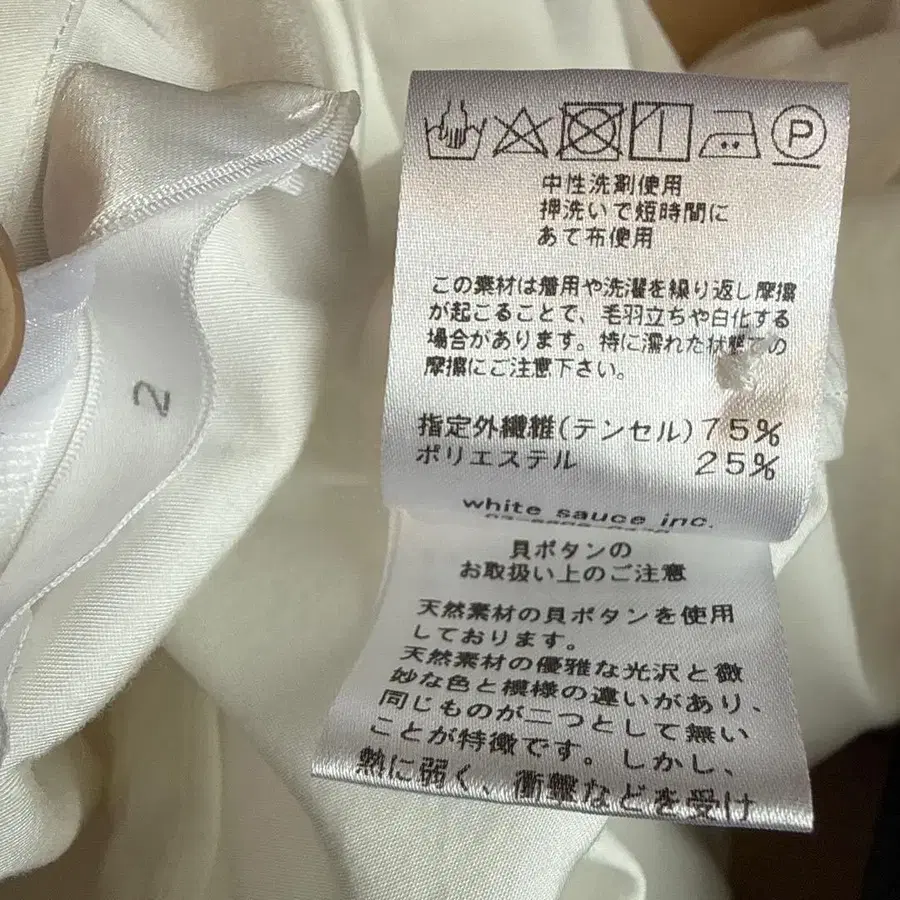 P
中性洗剤使用
押洗いで短時間に
あて布使用
この素材は着用や洗濯を繰り返し摩擦
が起こることで、毛羽立ちや白化する
場合があります。特に濡れた状態での
摩擦にご注意下さい。
指定外繊維(テンセル)75%
ポリエステル 25%
white sauce inc.
2
貝ボタンの
お取扱い上のご注意
天然素材の貝ボタンを使用
しております。
天然素材の優雅な光沢と微
妙な色と模様の違いがあり、
同じものが二つとして無い
ことが特徴です。しかし、
熱に弱く、衝撃などを受け